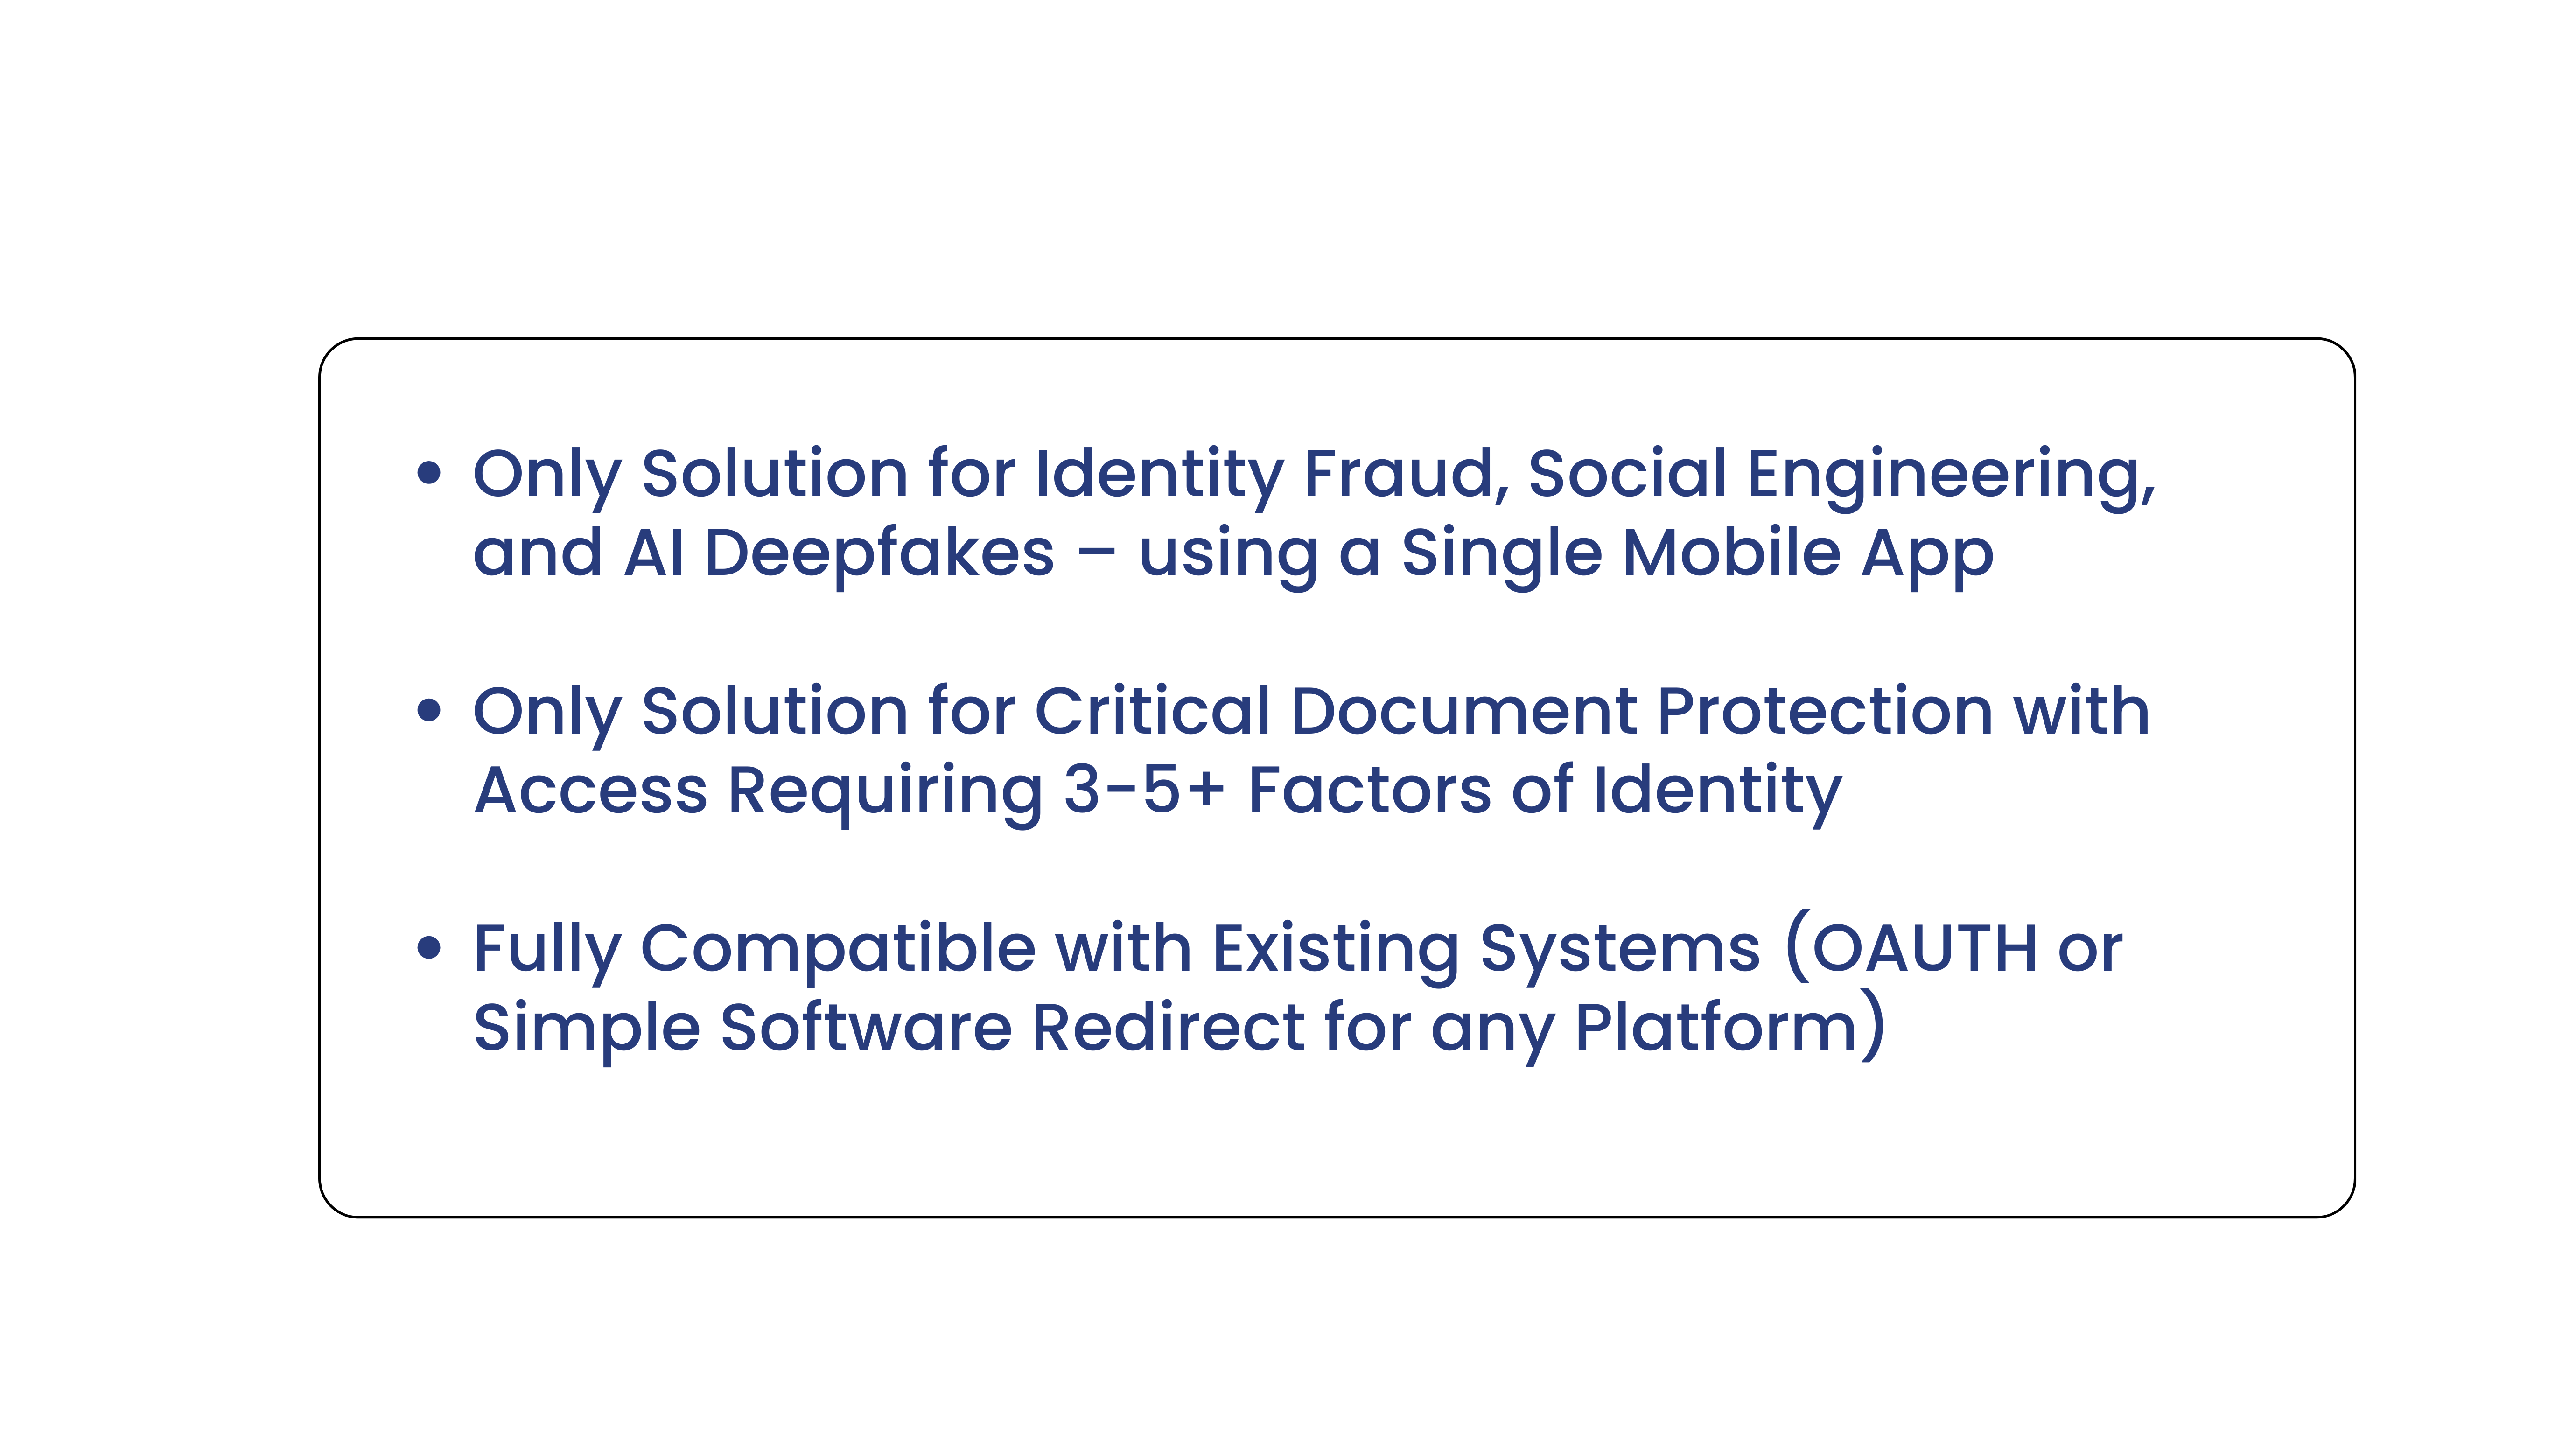 • Only Solution for Identity Fraud, Social Engineering,
and AI Deepfakes – using a Single Mobile App
• Only Solution for Critical Document Protection with
Access Requiring 3-5+ Factors of Identity
• Fully Compatible with Existing Systems (OAUTH or
Simple Software Redirect for any Platform)